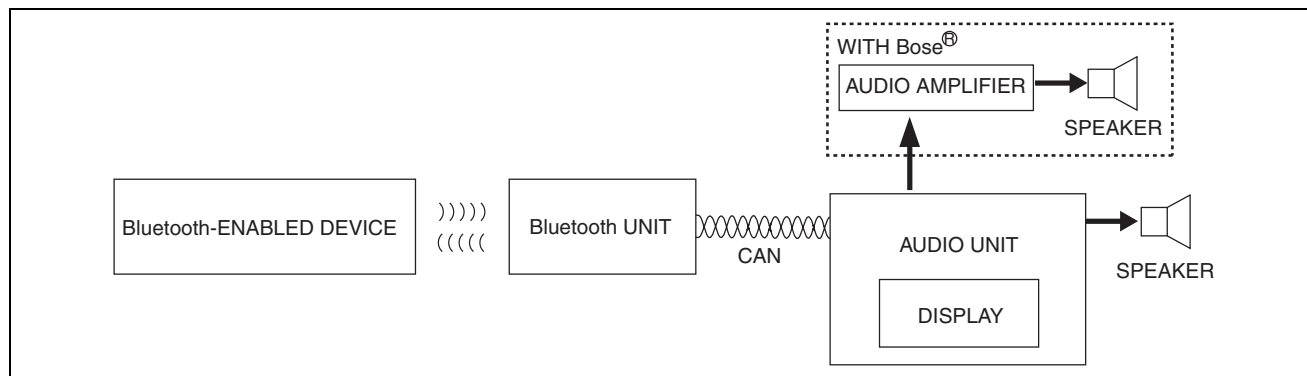 WITH Bose®
AUDIO AMPLIFIER
SPEAKER
Bluetooth-ENABLED DEVICE
Bluetooth UNIT
CAN
AUDIO UNIT
DISPLAY
SPEAKER